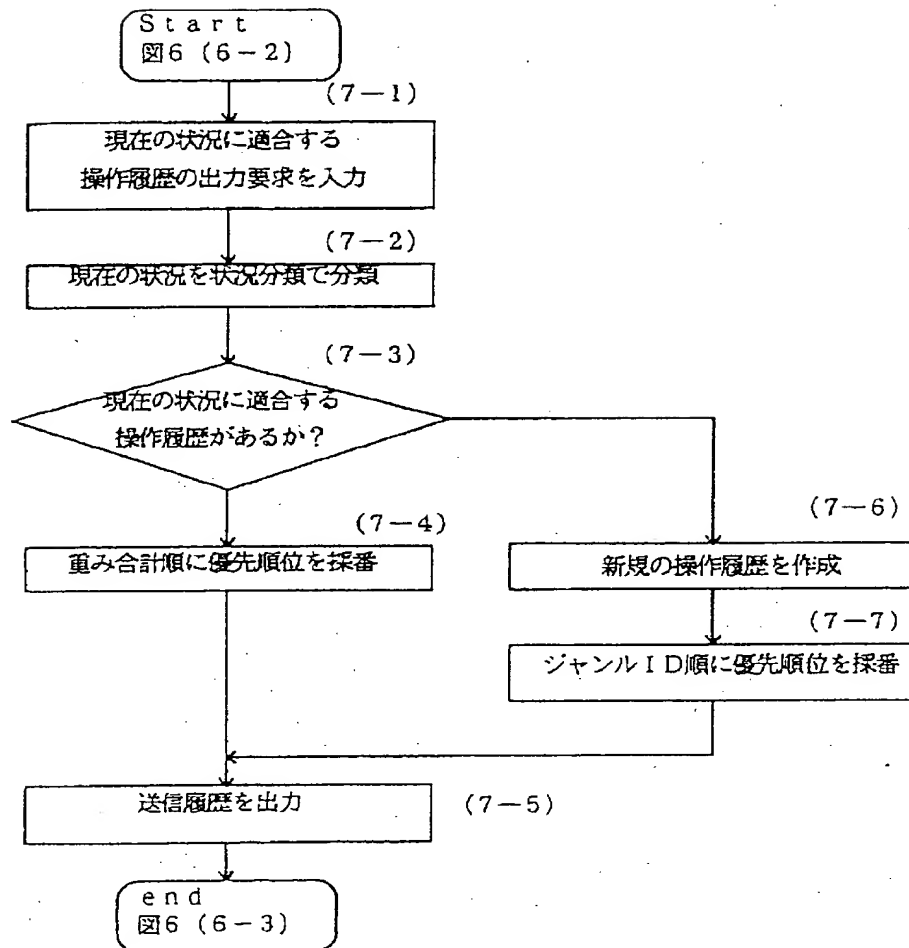 Start
図6 (6-2)
(7-1)
現在の状況に適合する
操作履歴の出力要求を入力
(7-2)
現在の状況を状況分類で分類
(7-3)
現在の状況に適合する
操作履歴があるか?
(7-4)
重み合計順に優先順位を採番
(7-6)
新規の操作履歴を作成
(7-7)
ジャンルID順に優先順位を採番
送信履歴を出力
(7-5)
end
図6 (6-3)